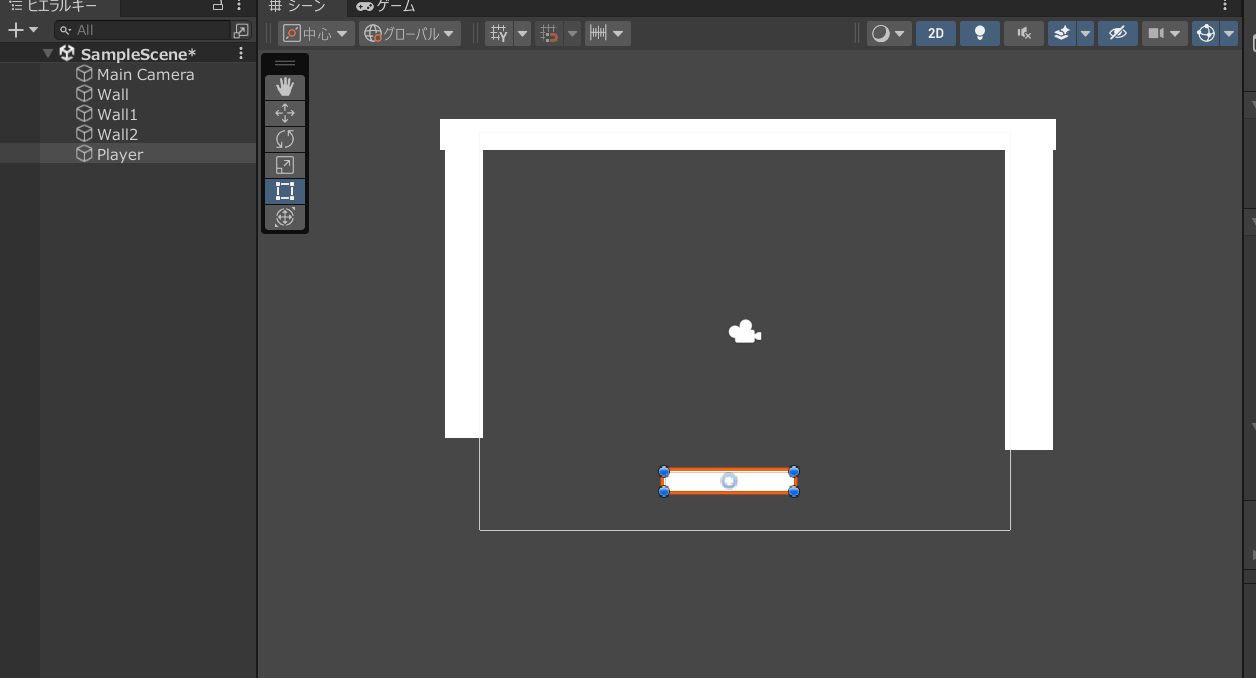 ヒエラルキー
シーン
ゲーム
All
中心
グローバル
2D
SampleScene*
Main Camera
Wall
Wall1
Wall2
Player